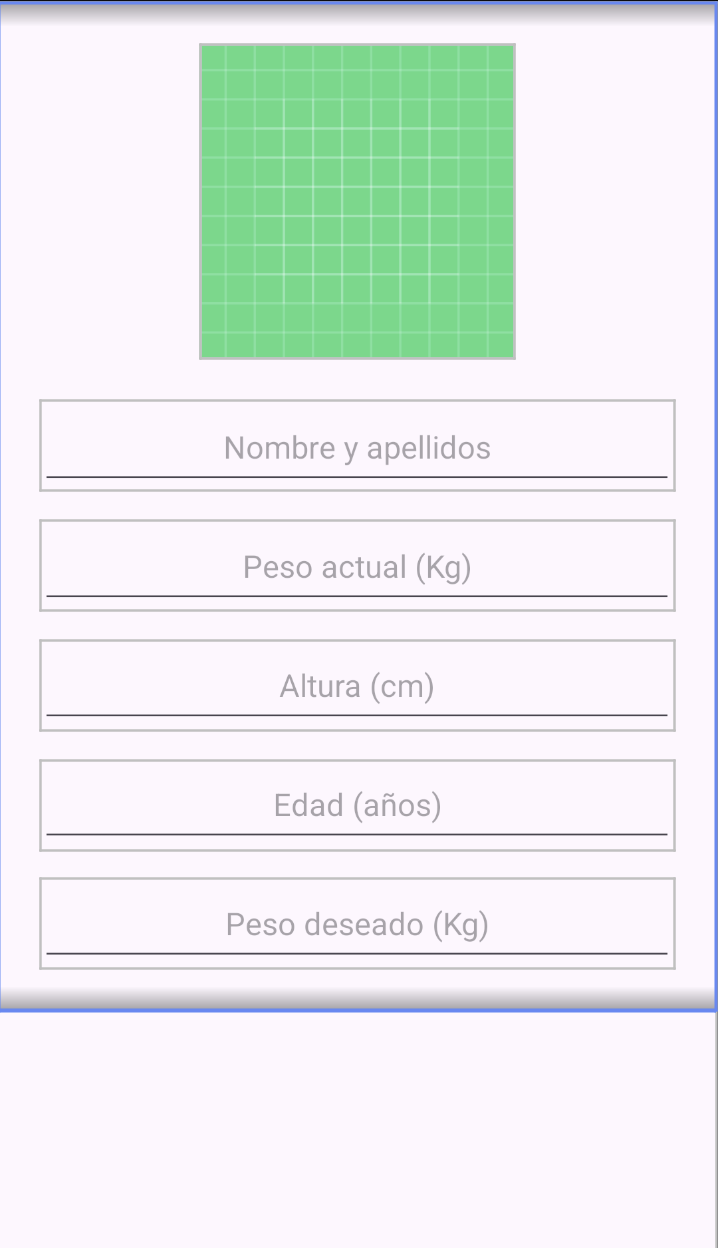 Nombre y apellidos
Peso actual (Kg)
Altura (cm)
Edad (años)
Peso deseado (Kg)